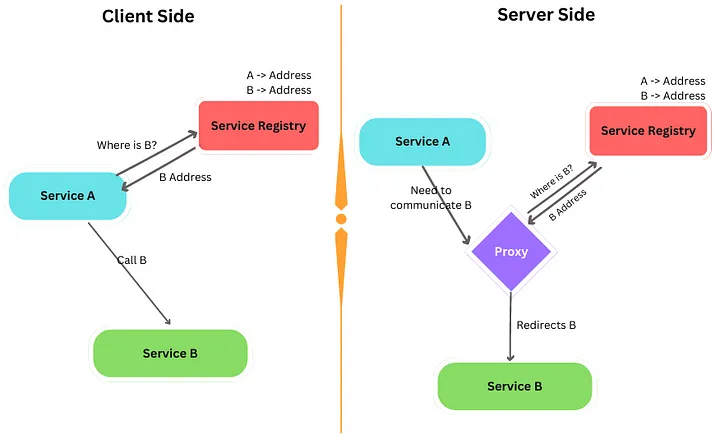 Client Side
A -> Address
B -> Address
Service Registry
Where is B?
B Address
Service A
Call B
Service B
Server Side
A -> Address
B -> Address
Service Registry
Service A
Need to
communicate B
Where is B?
B Address
Proxy
Redirects B
Service B